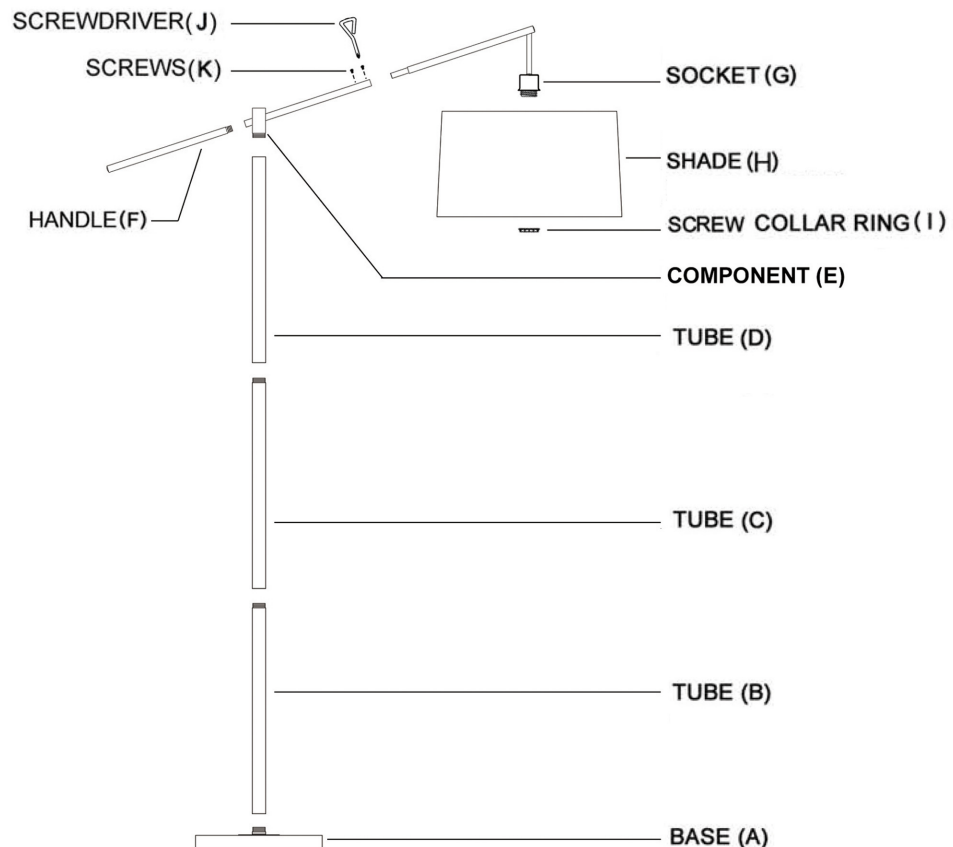 SCREWDRIVER(J)
SCREWS(K)
SOCKET(G)
SHADE(H)
HANDLE(F)
SCREW COLLAR RING(I)
COMPONENT (E)
TUBE (D)
TUBE (C)
TUBE (B)
BASE (A)